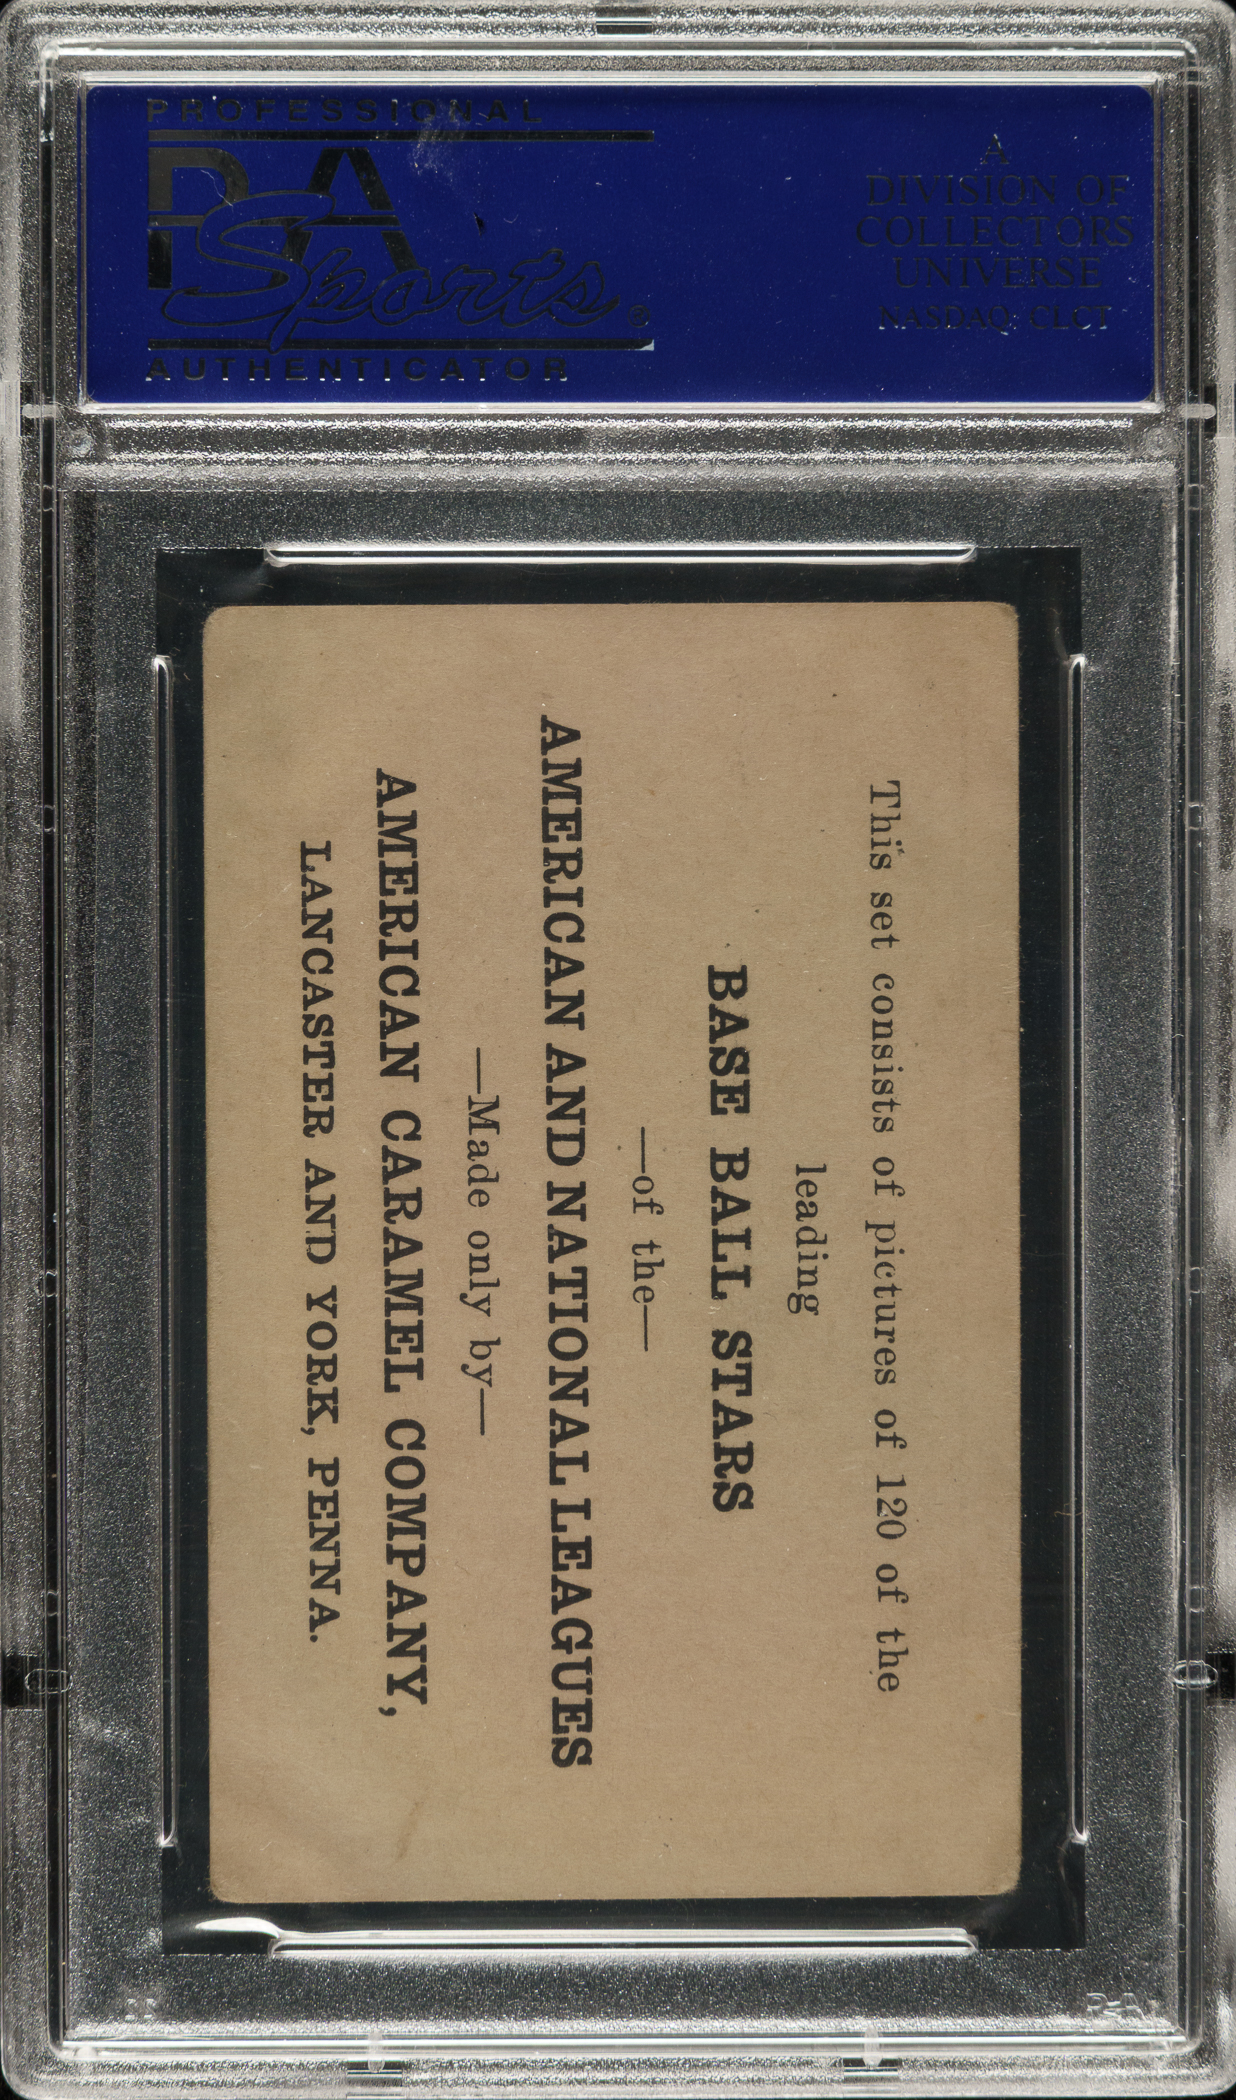 PROFESSIONAL
PSA
Sports®
AUTHENTICATOR
A
DIVISION OF
COLLECTORS
UNIVERSE
NASDAQ: CLCT
This set consists of pictures of 120 of the
leading
BASE BALL STARS
—of the—
AMERICAN AND NATIONAL LEAGUES
—Made only by—
AMERICAN CARAMEL COMPANY,
LANCASTER AND YORK, PENNA.
PSA